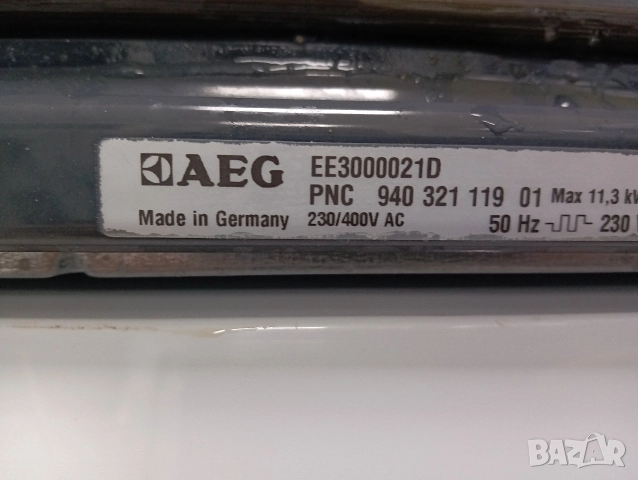 AEG EE3000021D
PNC 940 321 119 01 Max 11,3 kW
Made in Germany 230/400V AC 50 Hz 230 V
BAZAR